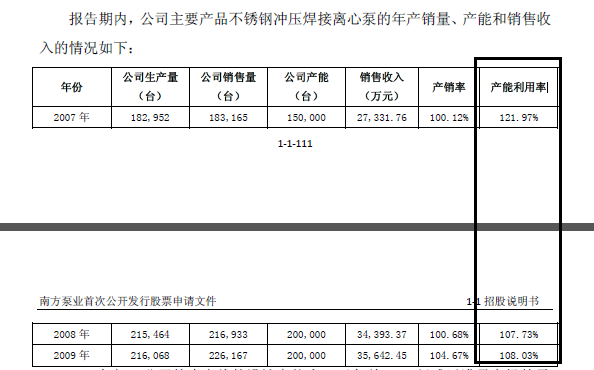 报告期内，公司主要产品不锈钢冲压焊接离心泵的年产销量、产能和销售收
入的情况如下：
年份 公司生产量（台） 公司销售量（台） 公司产能（台） 销售收入（万元） 产销率 产能利用率
2007 年 182,952 183,165 150,000 27,331.76 100.12% 121.97%
1-1-111
南方泵业首次公开发行股票申请文件 1-1 招股说明书
2008 年 215,464 216,933 200,000 34,393.37 100.68% 107.73%
2009 年 216,068 226,167 200,000 35,642.45 104.67% 108.03%